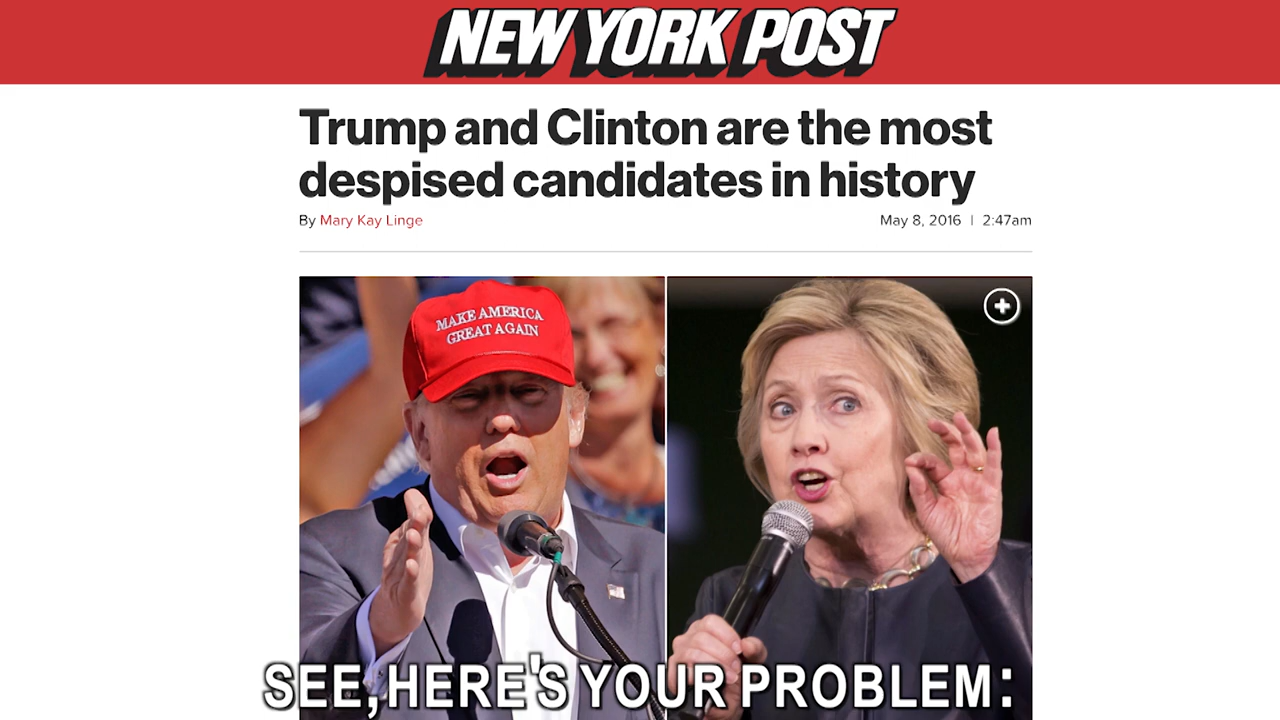 NEW YORK POST
Trump and Clinton are the most
despised candidates in history
By Mary Kay Linge
May 8, 2016 | 2:47am
MAKE AMERICA
GREAT AGAIN
SEE, HERE'S YOUR PROBLEM: